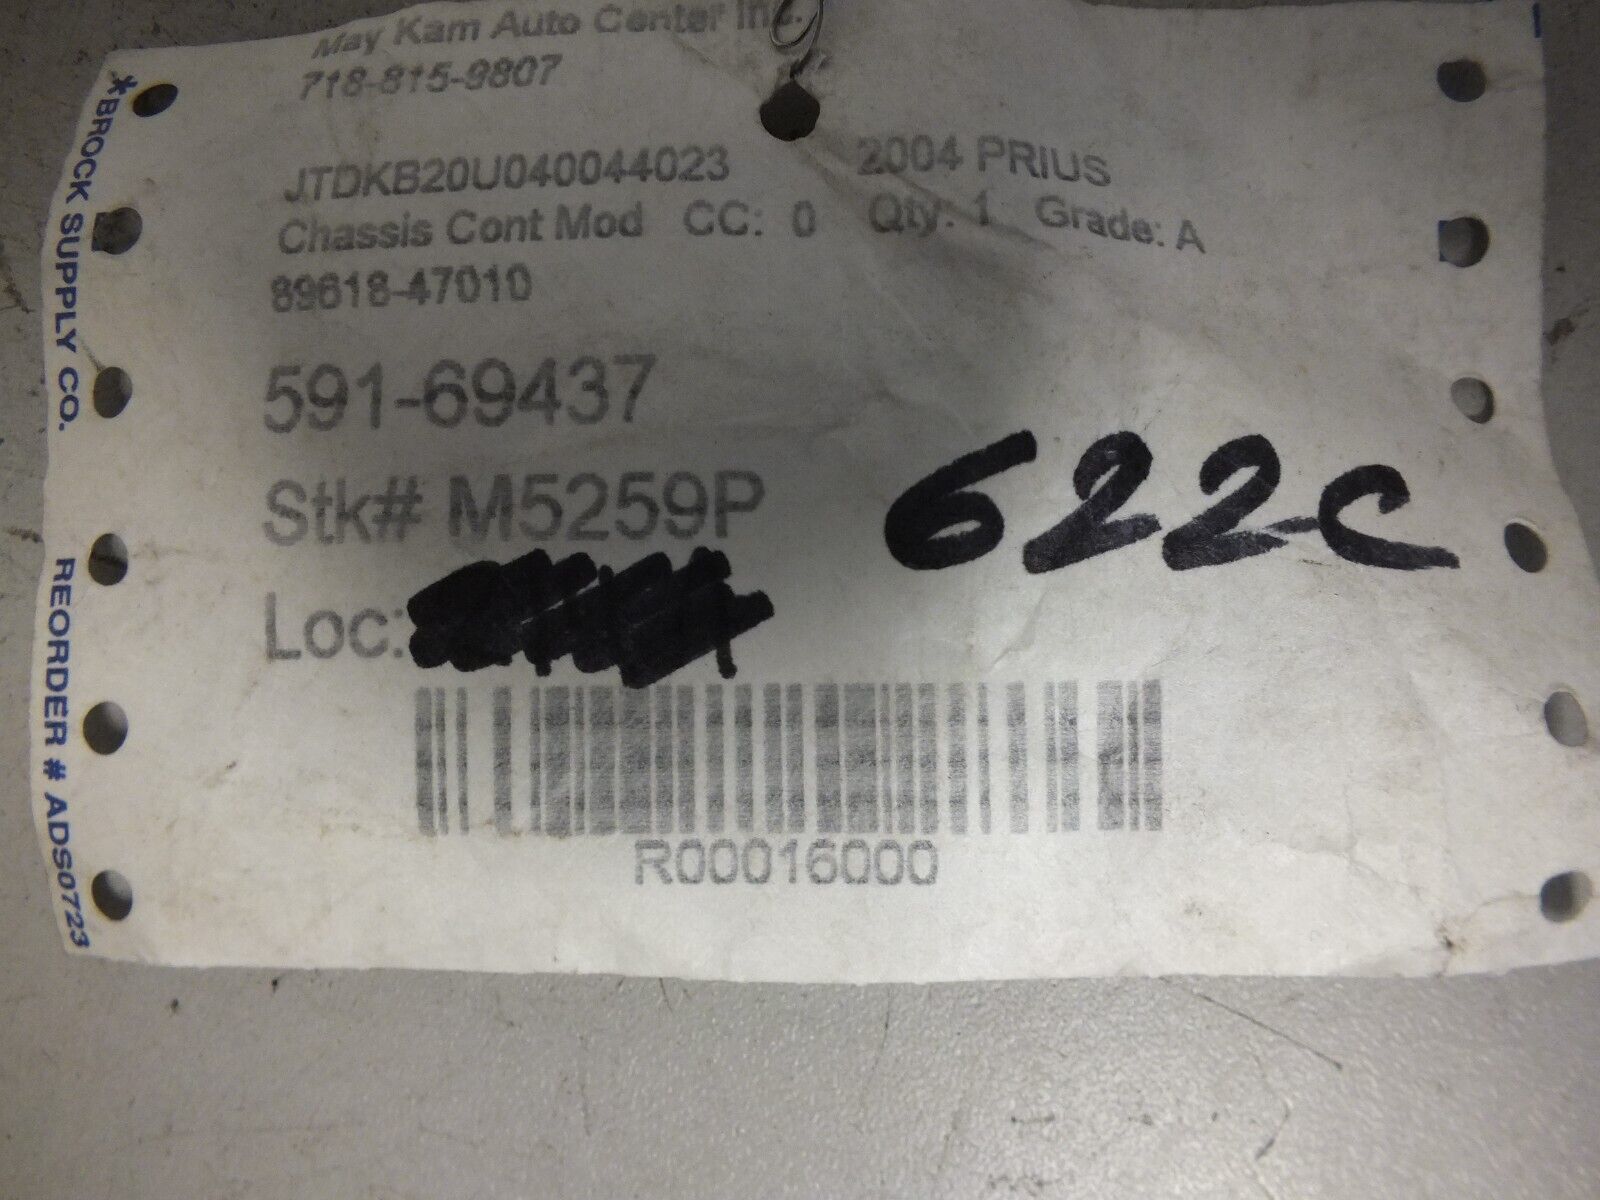 May Kam Auto Center Inc.
718-815-9807
JTDKB20U040044023 2004 PRIUS
Chassis Cont Mod CC: 0 Qty: 1 Grade: A
89618-47010
591-69437
Stk# M5259P
622C
Loc:
R00016000
*BROCK SUPPLY CO.
REORDER # ADS0723